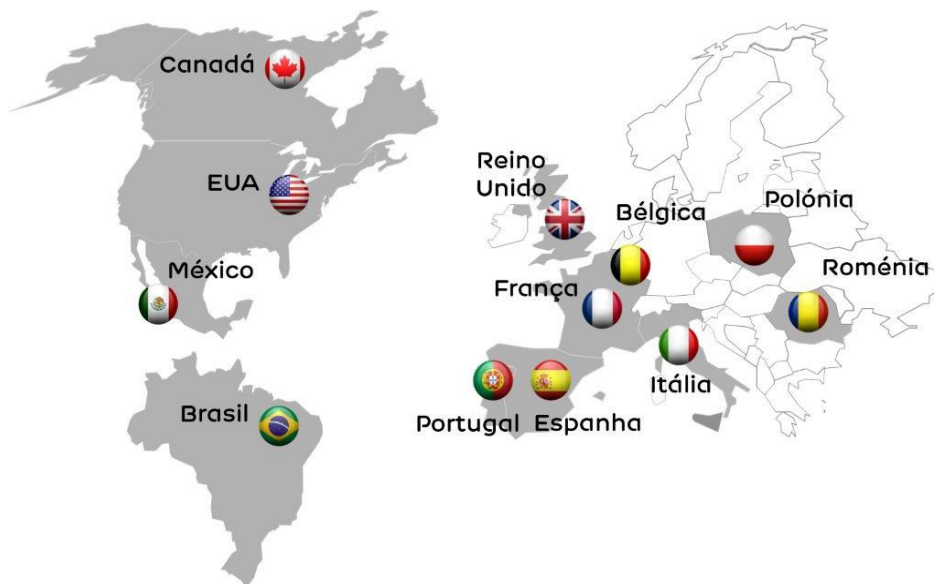 Canadá
EUA
México
Brasil
Reino
Unido
Bélgica
Polónia
França
Roménia
Itália
Portugal
Espanha